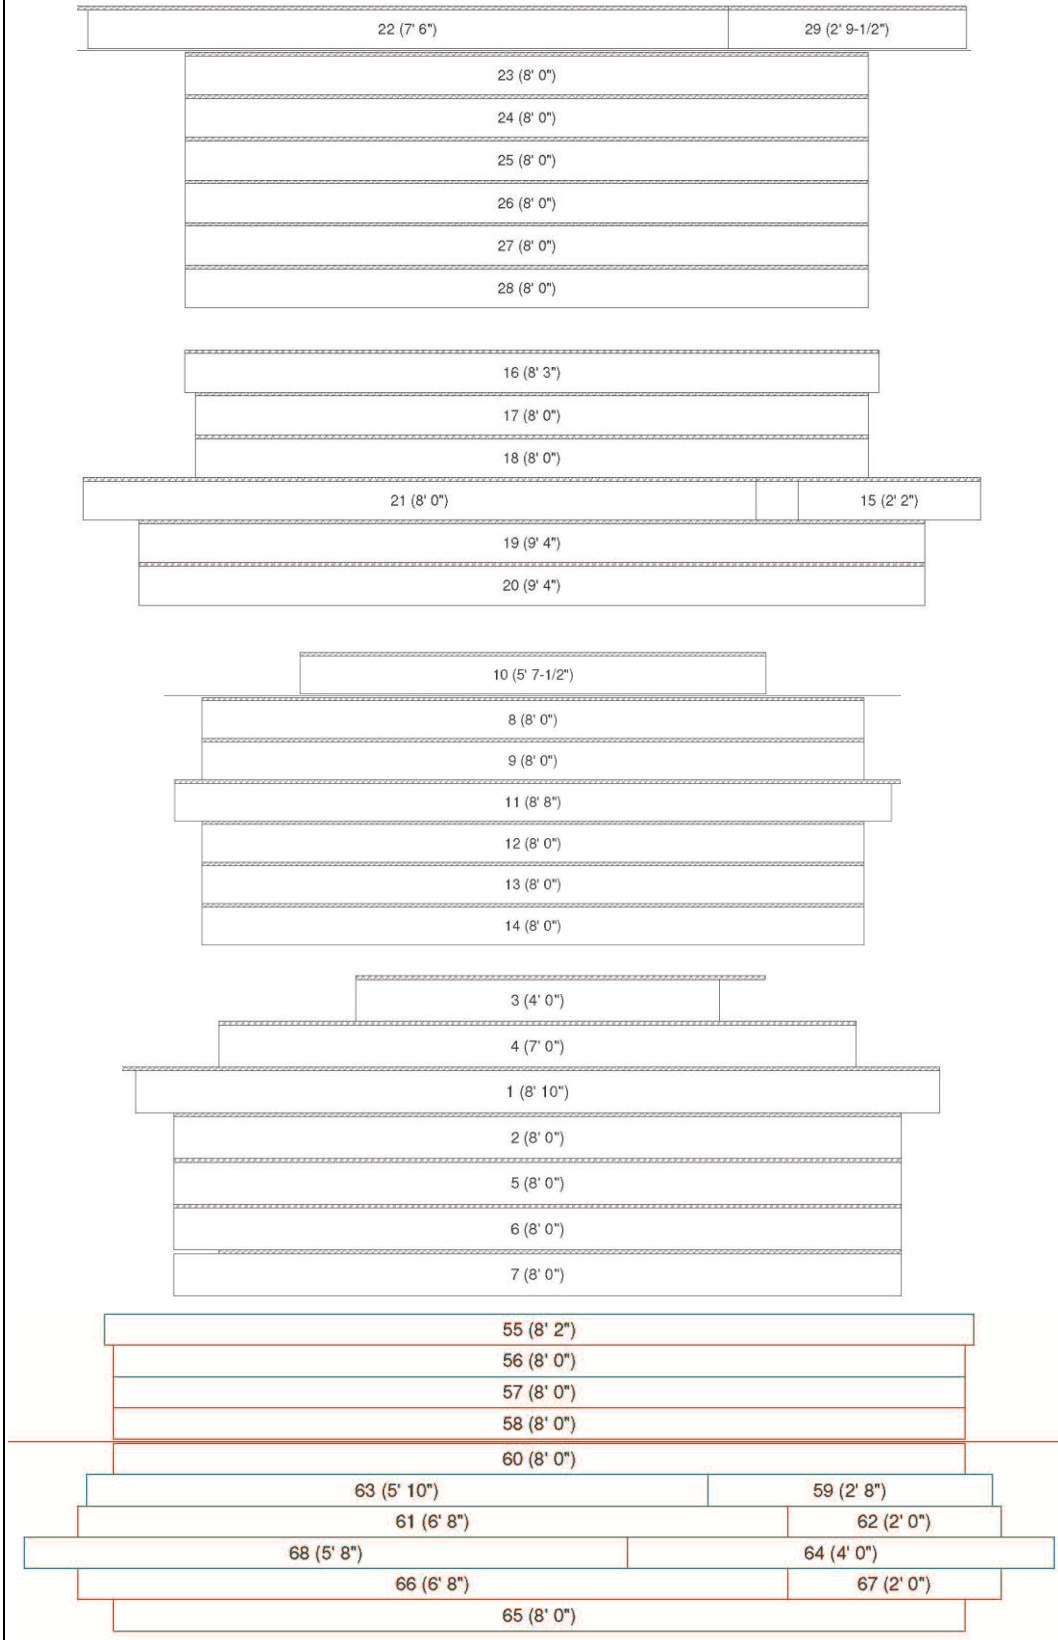 22 (7' 6") 29 (2' 9-1/2")
23 (8' 0")
24 (8' 0")
25 (8' 0")
26 (8' 0")
27 (8' 0")
28 (8' 0")
16 (8' 3")
17 (8' 0")
18 (8' 0")
21 (8' 0") 15 (2' 2")
19 (9' 4")
20 (9' 4")
10 (5' 7-1/2")
8 (8' 0")
9 (8' 0")
11 (8' 8")
12 (8' 0")
13 (8' 0")
14 (8' 0")
3 (4' 0")
4 (7' 0")
1 (8' 10")
2 (8' 0")
5 (8' 0")
6 (8' 0")
7 (8' 0")
55 (8' 2")
56 (8' 0")
57 (8' 0")
58 (8' 0")
60 (8' 0")
63 (5' 10") 59 (2' 8")
61 (6' 8") 62 (2' 0")
68 (5' 8") 64 (4' 0")
66 (6' 8") 67 (2' 0")
65 (8' 0")